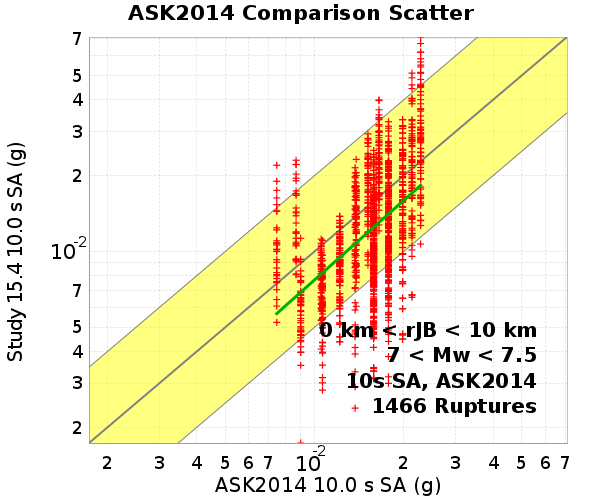 ASK2014 Comparison Scatter
Study 15.4 10.0 s SA (g)
7
5
4
3
2
10-2
7
5
4
3
2
0 km < rJB < 10 km
7 < Mw < 7.5
10s SA, ASK2014
1466 Ruptures
2 3 4 5 6 7 10-2 2 3 4 5 6 7
ASK2014 10.0 s SA (g)